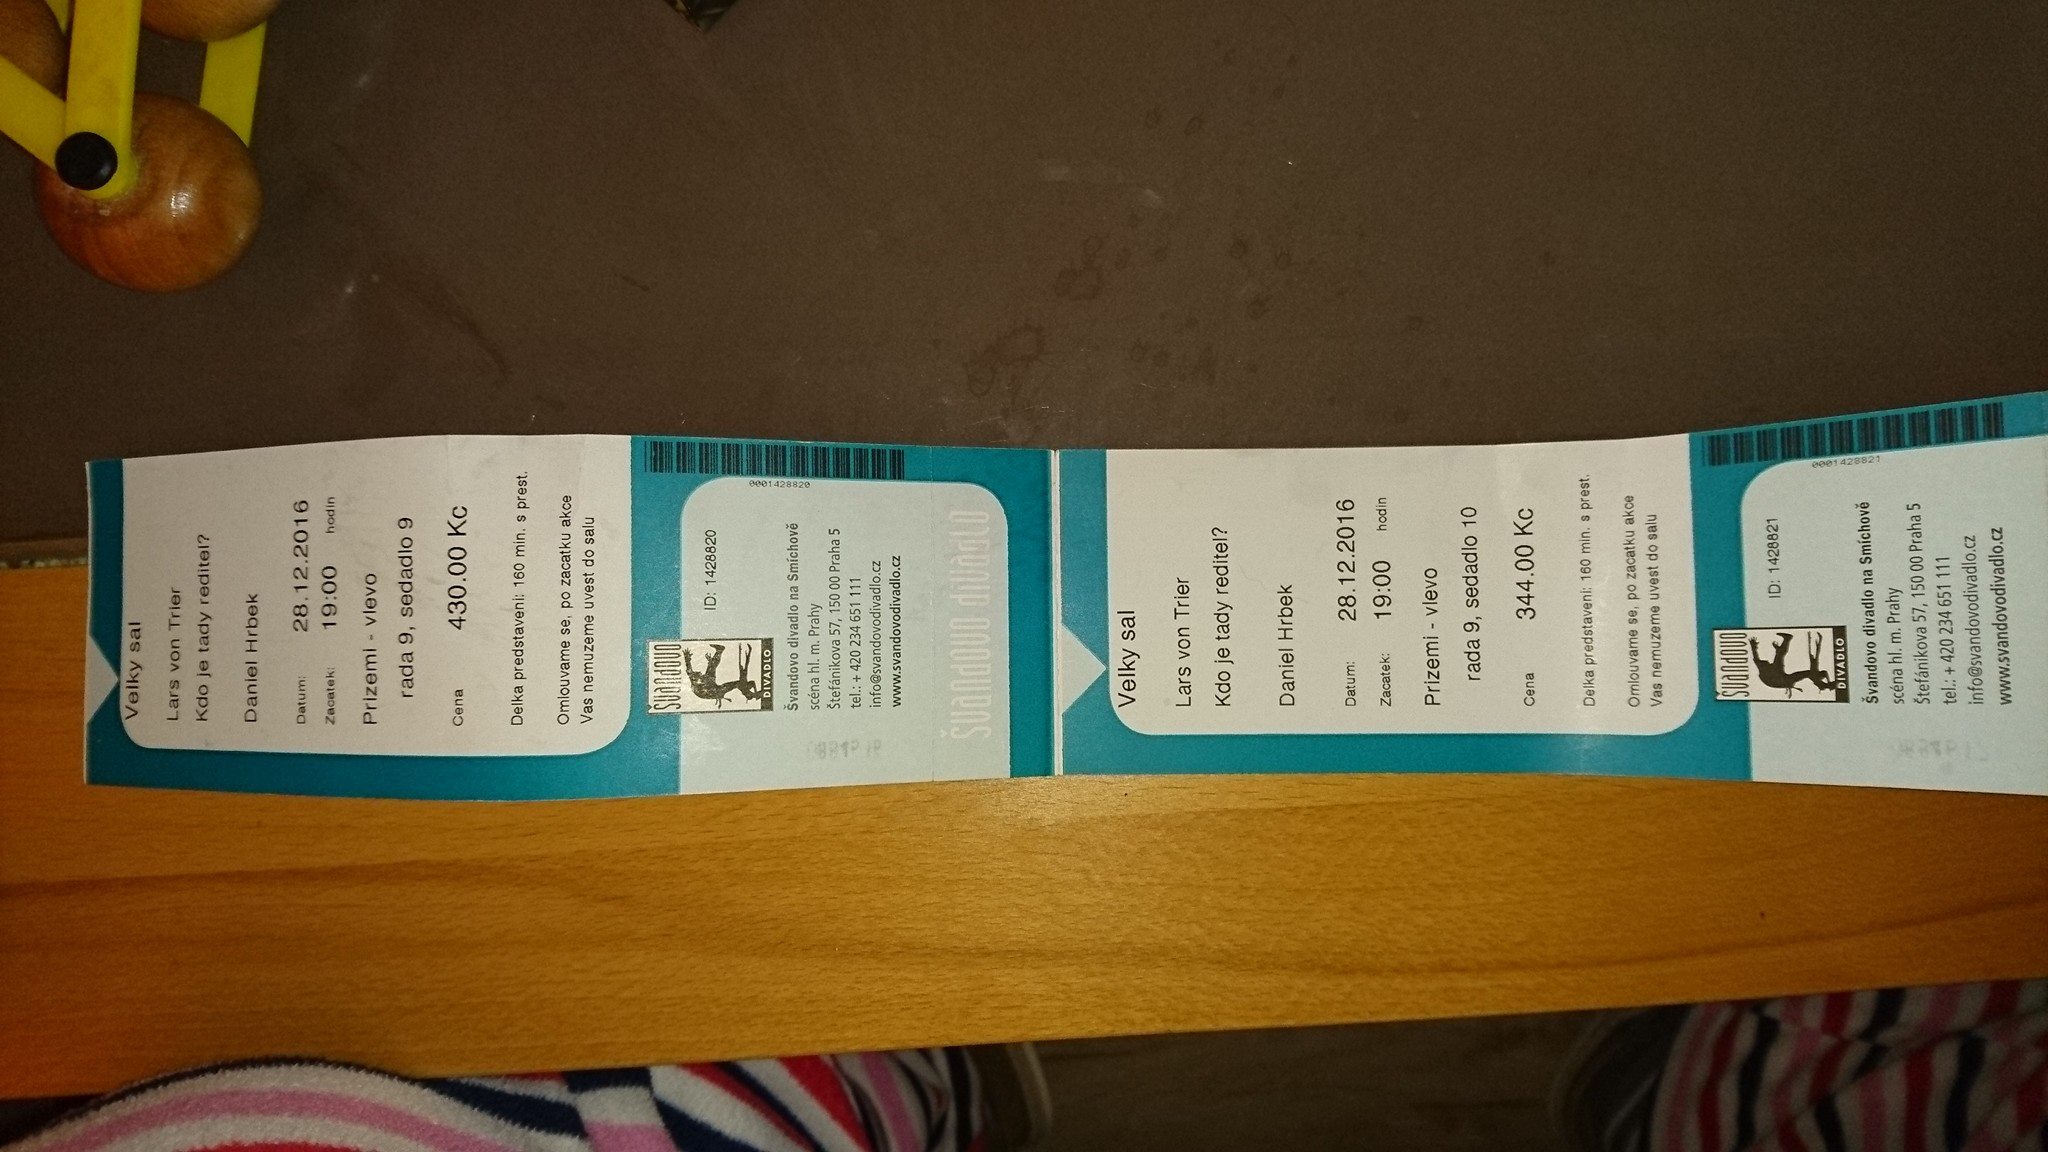 Velky sal
Lars von Trier
Kdo je tady reditel?
Daniel Hrbek
Datum: 28.12.2016
Zacatek: 19:00 hodin
Prizemi - vlevo
rada 9, sedadlo 9
Cena 430.00 Kc
Delka predstaveni: 160 min. s prest.
Omlouvame se, po zacatku akce
Vas nemuzeme uvest do salu
0001428820
ID: 1428820
ŠVANDOVO
DIVADLO
Švandovo divadlo na Smíchově
scéna hl. m. Prahy
Štefánikova 57, 150 00 Praha 5
tel.: + 420 234 651 111
info@svandovodivadlo.cz
www.svandovodivadlo.cz
Švandovo divadlo
Velky sal
Lars von Trier
Kdo je tady reditel?
Daniel Hrbek
Datum: 28.12.2016
Zacatek: 19:00 hodin
Prizemi - vlevo
rada 9, sedadlo 10
Cena 344.00 Kc
Delka predstaveni: 160 min. s prest.
Omlouvame se, po zacatku akce
Vas nemuzeme uvest do salu
0001428821
ID: 1428821
ŠVANDOVO
DIVADLO
Švandovo divadlo na Smíchově
scéna hl. m. Prahy
Štefánikova 57, 150 00 Praha 5
tel.: + 420 234 651 111
info@svandovodivadlo.cz
www.svandovodivadlo.cz